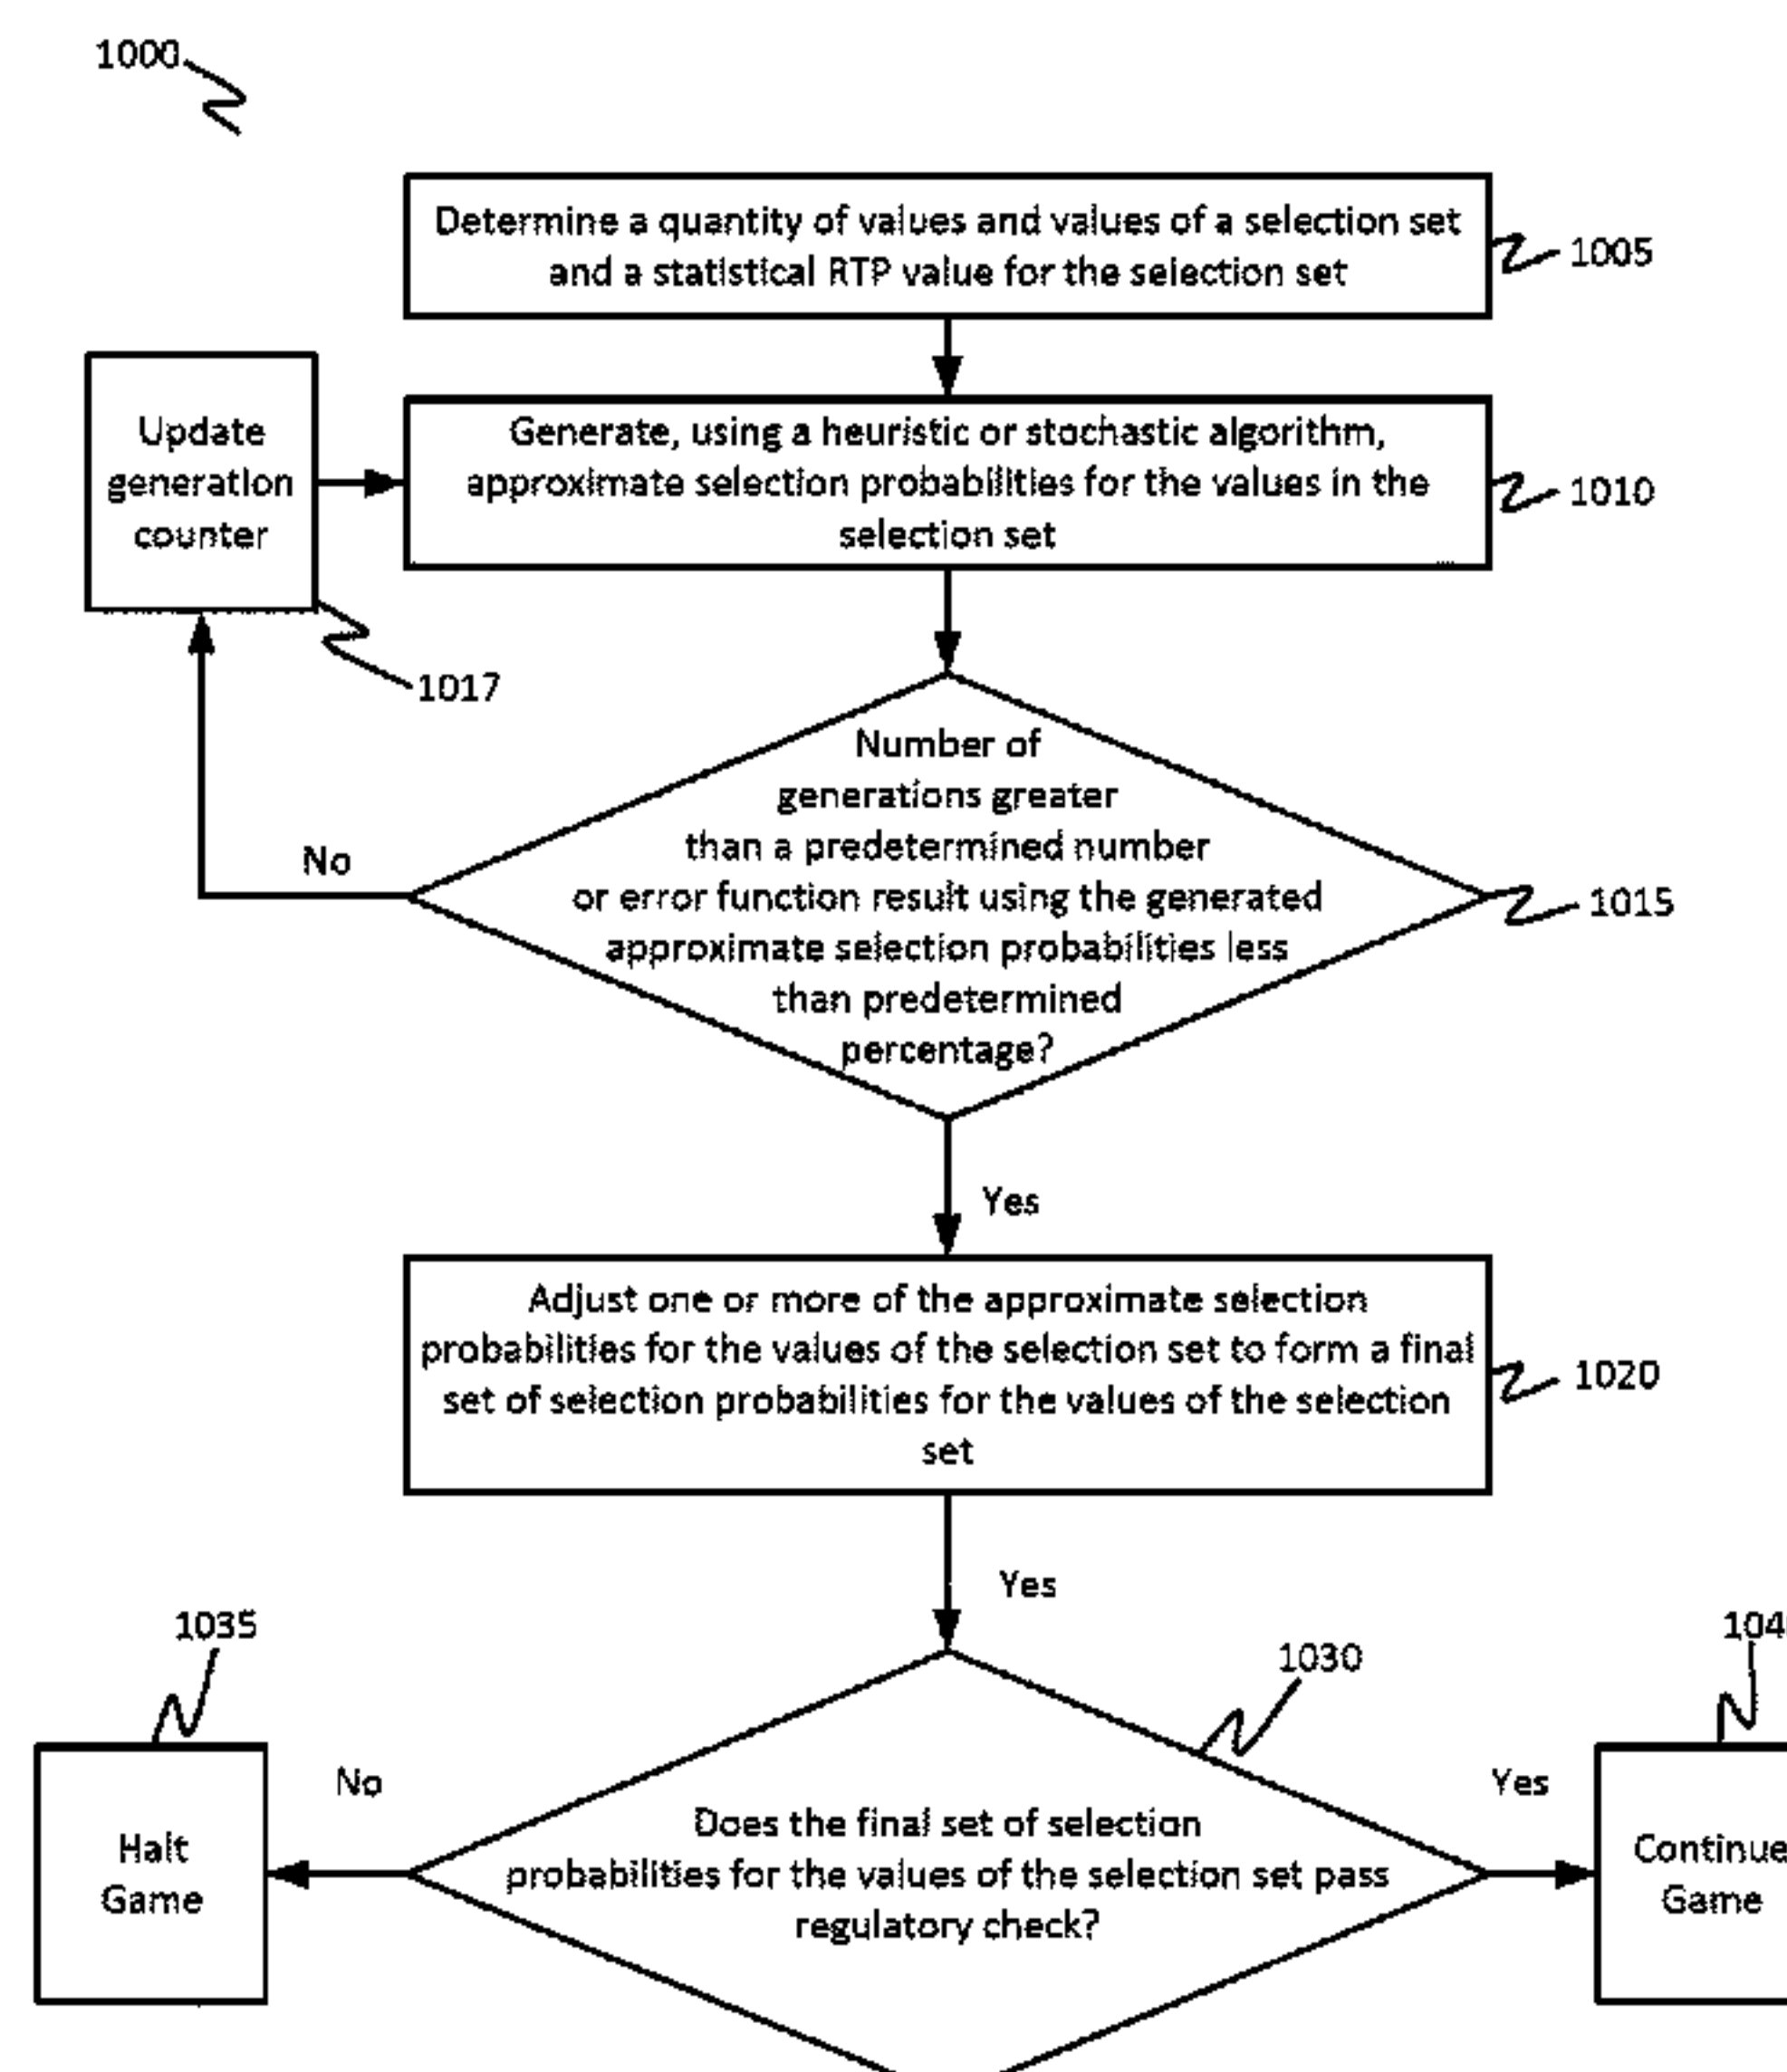 1000
Determine a quantity of values and values of a selection set
and a statistical RTP value for the selection set
1005
Update
generation
counter
Generate, using a heuristic or stochastic algorithm,
approximate selection probabilities for the values in the
selection set
1010
1017
Number of
generations greater
than a predetermined number
or error function result using the generated
approximate selection probabilities less
than predetermined
percentage?
No
1015
Yes
Adjust one or more of the approximate selection
probabilities for the values of the selection set to form a final
set of selection probabilities for the values of the selection
set
1020
Yes
1035
1030
No
Yes
Halt
Game
Does the final set of selection
probabilities for the values of the selection set pass
regulatory check?
Continue
Game